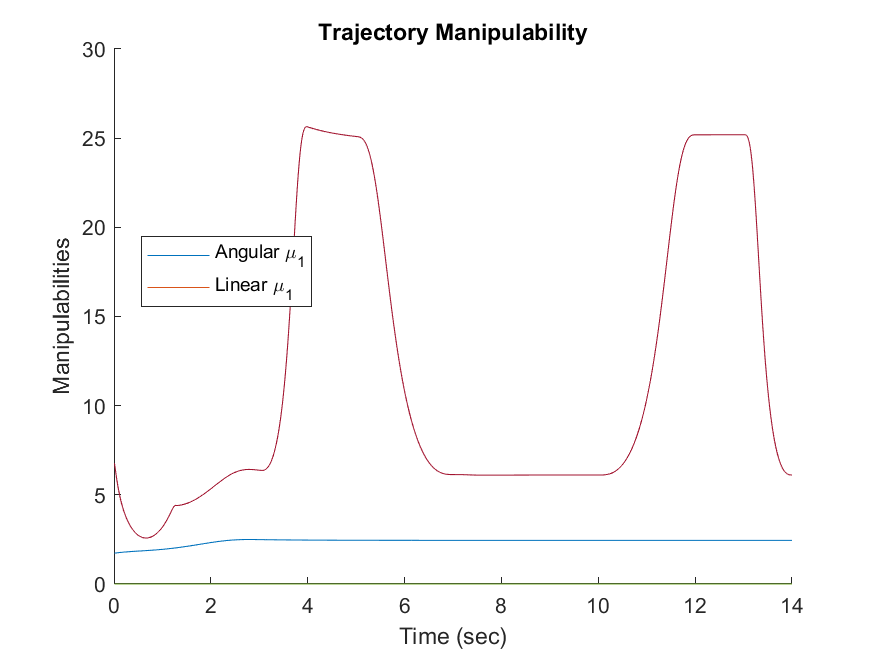 Trajectory Manipulability
30
25
20
15
10
5
0
Manipulabilities
Angular μ1
Linear μ1
0 2 4 6 8 10 12 14
Time (sec)